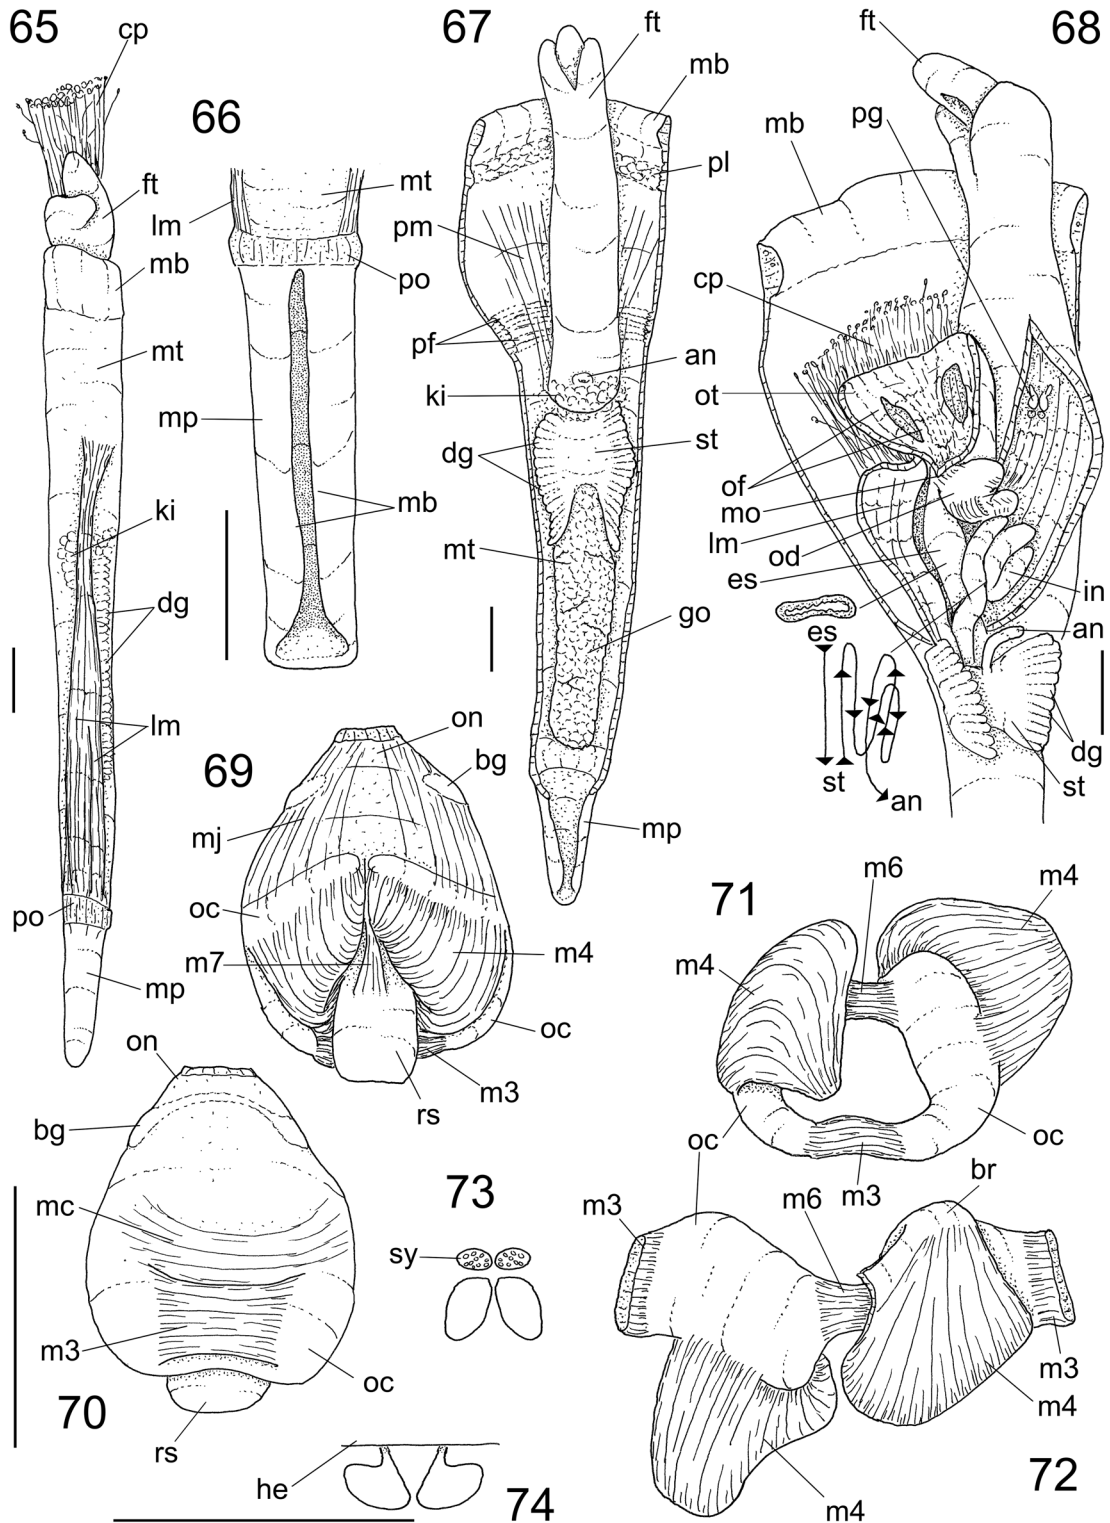 65
cp
ft
mb
mt
ki
dg
lm
po
mp
66
lm
mt
po
mp
mb
67
ft
mb
pl
pm
pf
an
ki
dg
st
mt
go
mp
68
ft
mb
pg
cp
ot
of
mo
lm
od
es
in
an
es
st
an
dg
st
69
on
bg
mj
oc
m7
m4
oc
m3
rs
70
on
bg
mc
m3
oc
rs
71
m6
m4
m4
oc
oc
m3
72
m3
m6
br
m3
m4
m4
73
sy
74
he